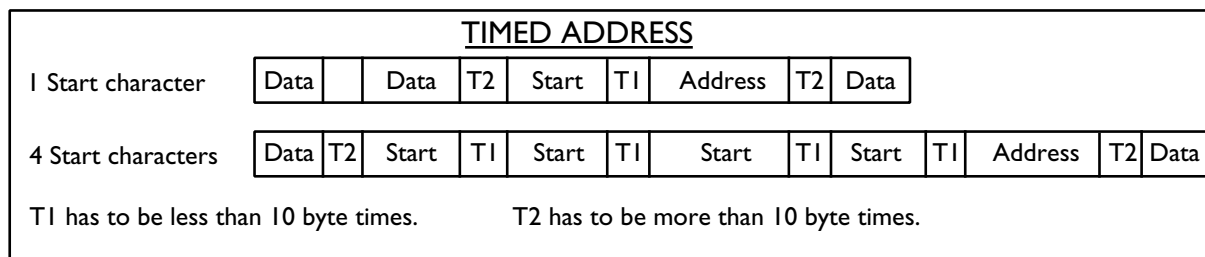 TIMED ADDRESS
1 Start character Data Data T2 Start T1 Address T2 Data
4 Start characters Data T2 Start T1 Start T1 Start T1 Start T1 Address T2 Data
T1 has to be less than 10 byte times. T2 has to be more than 10 byte times.